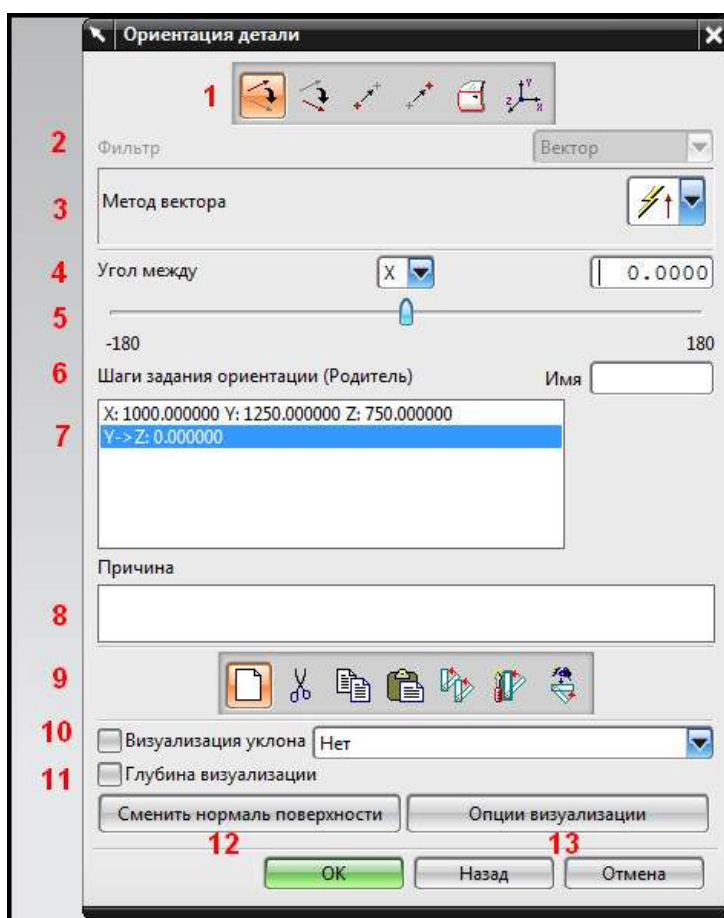 Ориентация детали
1
2 Фильтр Вектор
3 Метод вектора
4 Угол между X 0.0000
5
-180 180
6 Шаги задания ориентации (Родитель) Имя
X: 1000.000000 Y: 1250.000000 Z: 750.000000
7 Y->Z: 0.000000
Причина
8
9
10 Визуализация уклона Нет
11 Глубина визуализации
Сменить нормаль поверхности Опции визуализации
12 13
OK Назад Отмена